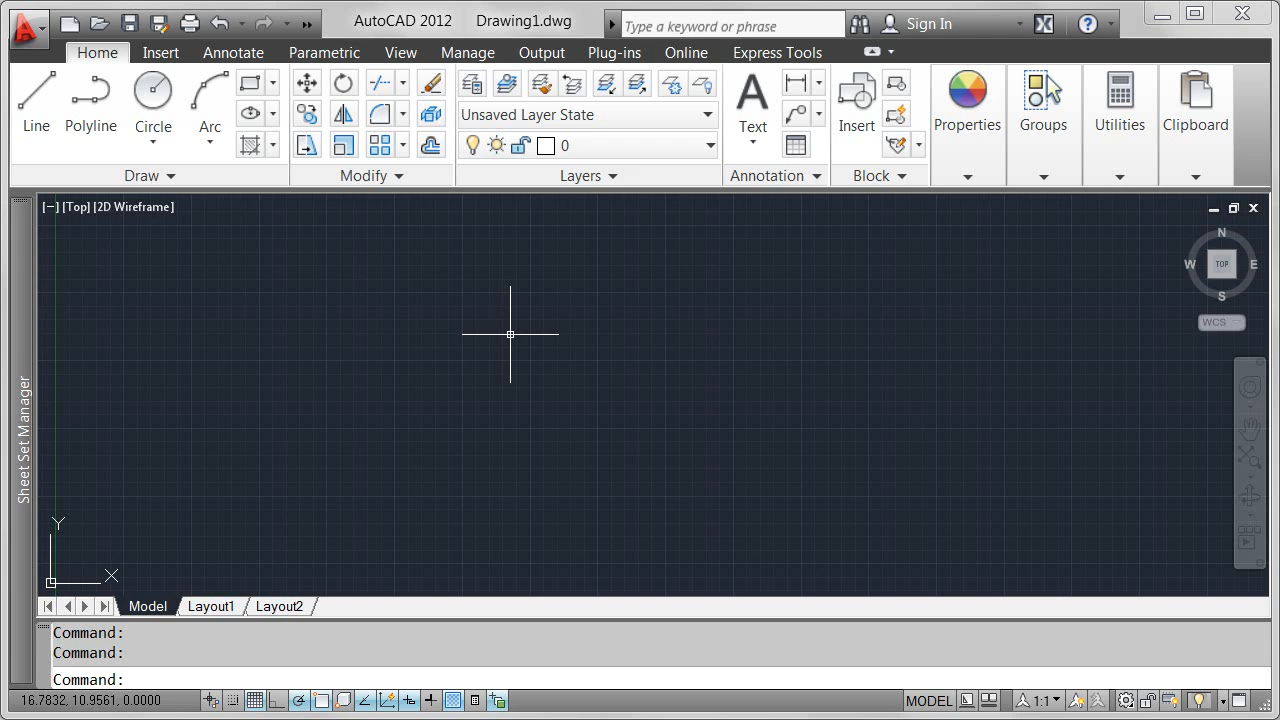 AutoCAD 2012 Drawing1.dwg Type a keyword or phrase Sign In
Home Insert Annotate Parametric View Manage Output Plug-ins Online Express Tools
Line Polyline Circle Arc
Unsaved Layer State
0
Text Insert Properties Groups Utilities Clipboard
Draw Modify Layers Annotation Block
[−] [Top] [2D Wireframe]
N
W TOP E
S
WCS
Sheet Set Manager
Y
X
Model Layout1 Layout2
Command:
Command:
Command:
16.7832, 10.9561, 0.0000 MODEL 1:1